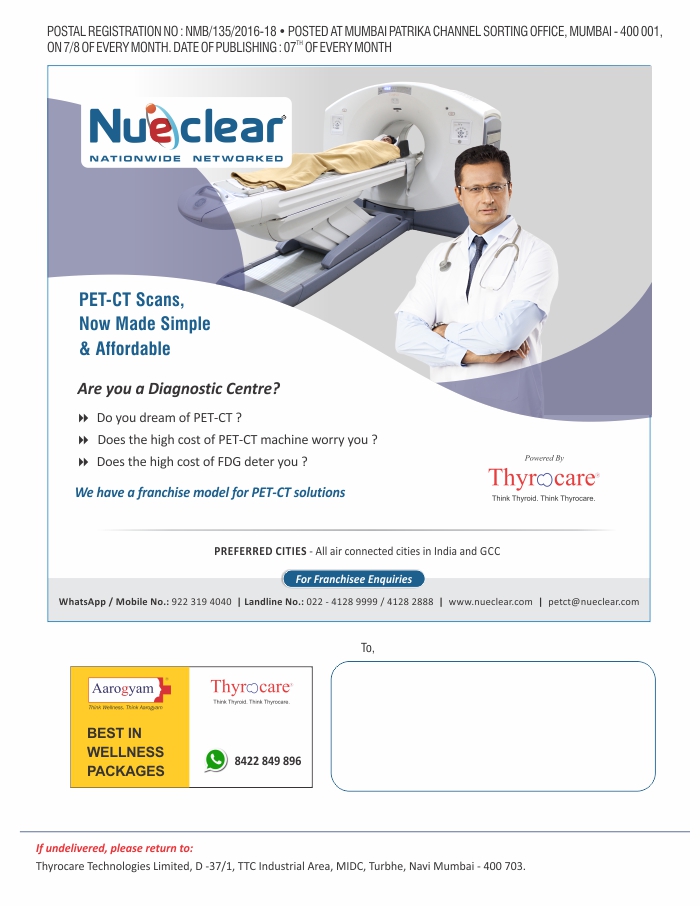 POSTAL REGISTRATION NO : NMB/135/2016-18 • POSTED AT MUMBAI PATRIKA CHANNEL SORTING OFFICE, MUMBAI - 400 001,
ON 7/8 OF EVERY MONTH. DATE OF PUBLISHING : 07TH OF EVERY MONTH
Nueclear
NATIONWIDE NETWORKED
PET-CT Scans,
Now Made Simple
& Affordable
Are you a Diagnostic Centre?
Do you dream of PET-CT ?
Does the high cost of PET-CT machine worry you ?
Does the high cost of FDG deter you ?
We have a franchise model for PET-CT solutions
Powered By
Thyrocare®
Think Thyroid. Think Thyrocare.
PREFERRED CITIES - All air connected cities in India and GCC
For Franchisee Enquiries
WhatsApp / Mobile No.: 922 319 4040 | Landline No.: 022 - 4128 9999 / 4128 2888 | www.nueclear.com | petct@nueclear.com
To,
Aarogyam
Think Wellness. Think Aarogyam
BEST IN
WELLNESS
PACKAGES
Thyrocare®
Think Thyroid. Think Thyrocare.
8422 849 896
If undelivered, please return to:
Thyrocare Technologies Limited, D -37/1, TTC Industrial Area, MIDC, Turbhe, Navi Mumbai - 400 703.